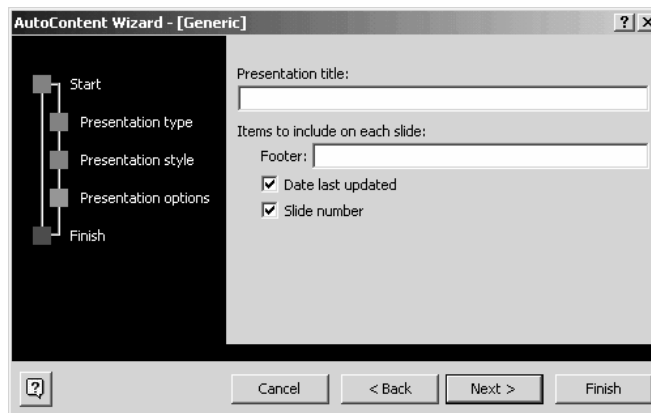 AutoContent Wizard - [Generic]
Start
Presentation type
Presentation style
Presentation options
Finish
Presentation title:
Items to include on each slide:
Footer:
Date last updated
Slide number
Cancel
< Back
Next >
Finish